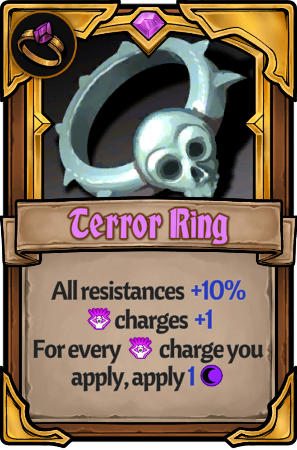 Terror Ring
All resistances +10%
charges +1
For every charge you
apply, apply 1